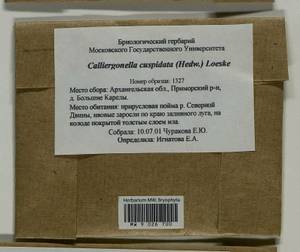 Бриологический гербарий
Московского Государственного Университета
Calliergonella cuspidata (Hedw.) Loeske
Номер образца: 1327
Место сбора: Архангельская обл., Приморский р-н,
д. Большие Карелы.
Место обитания: прирусловая пойма р. Северной
Двины, ивовые заросли по краю заливного луга, на
колоде покрытой толстым слоем ила.
Собрала: 10.07.01 Чуракова Е.Ю.
Определила: Игнатова Е.А.
Herbarium MW, Bryophyta
MW 9 026 700